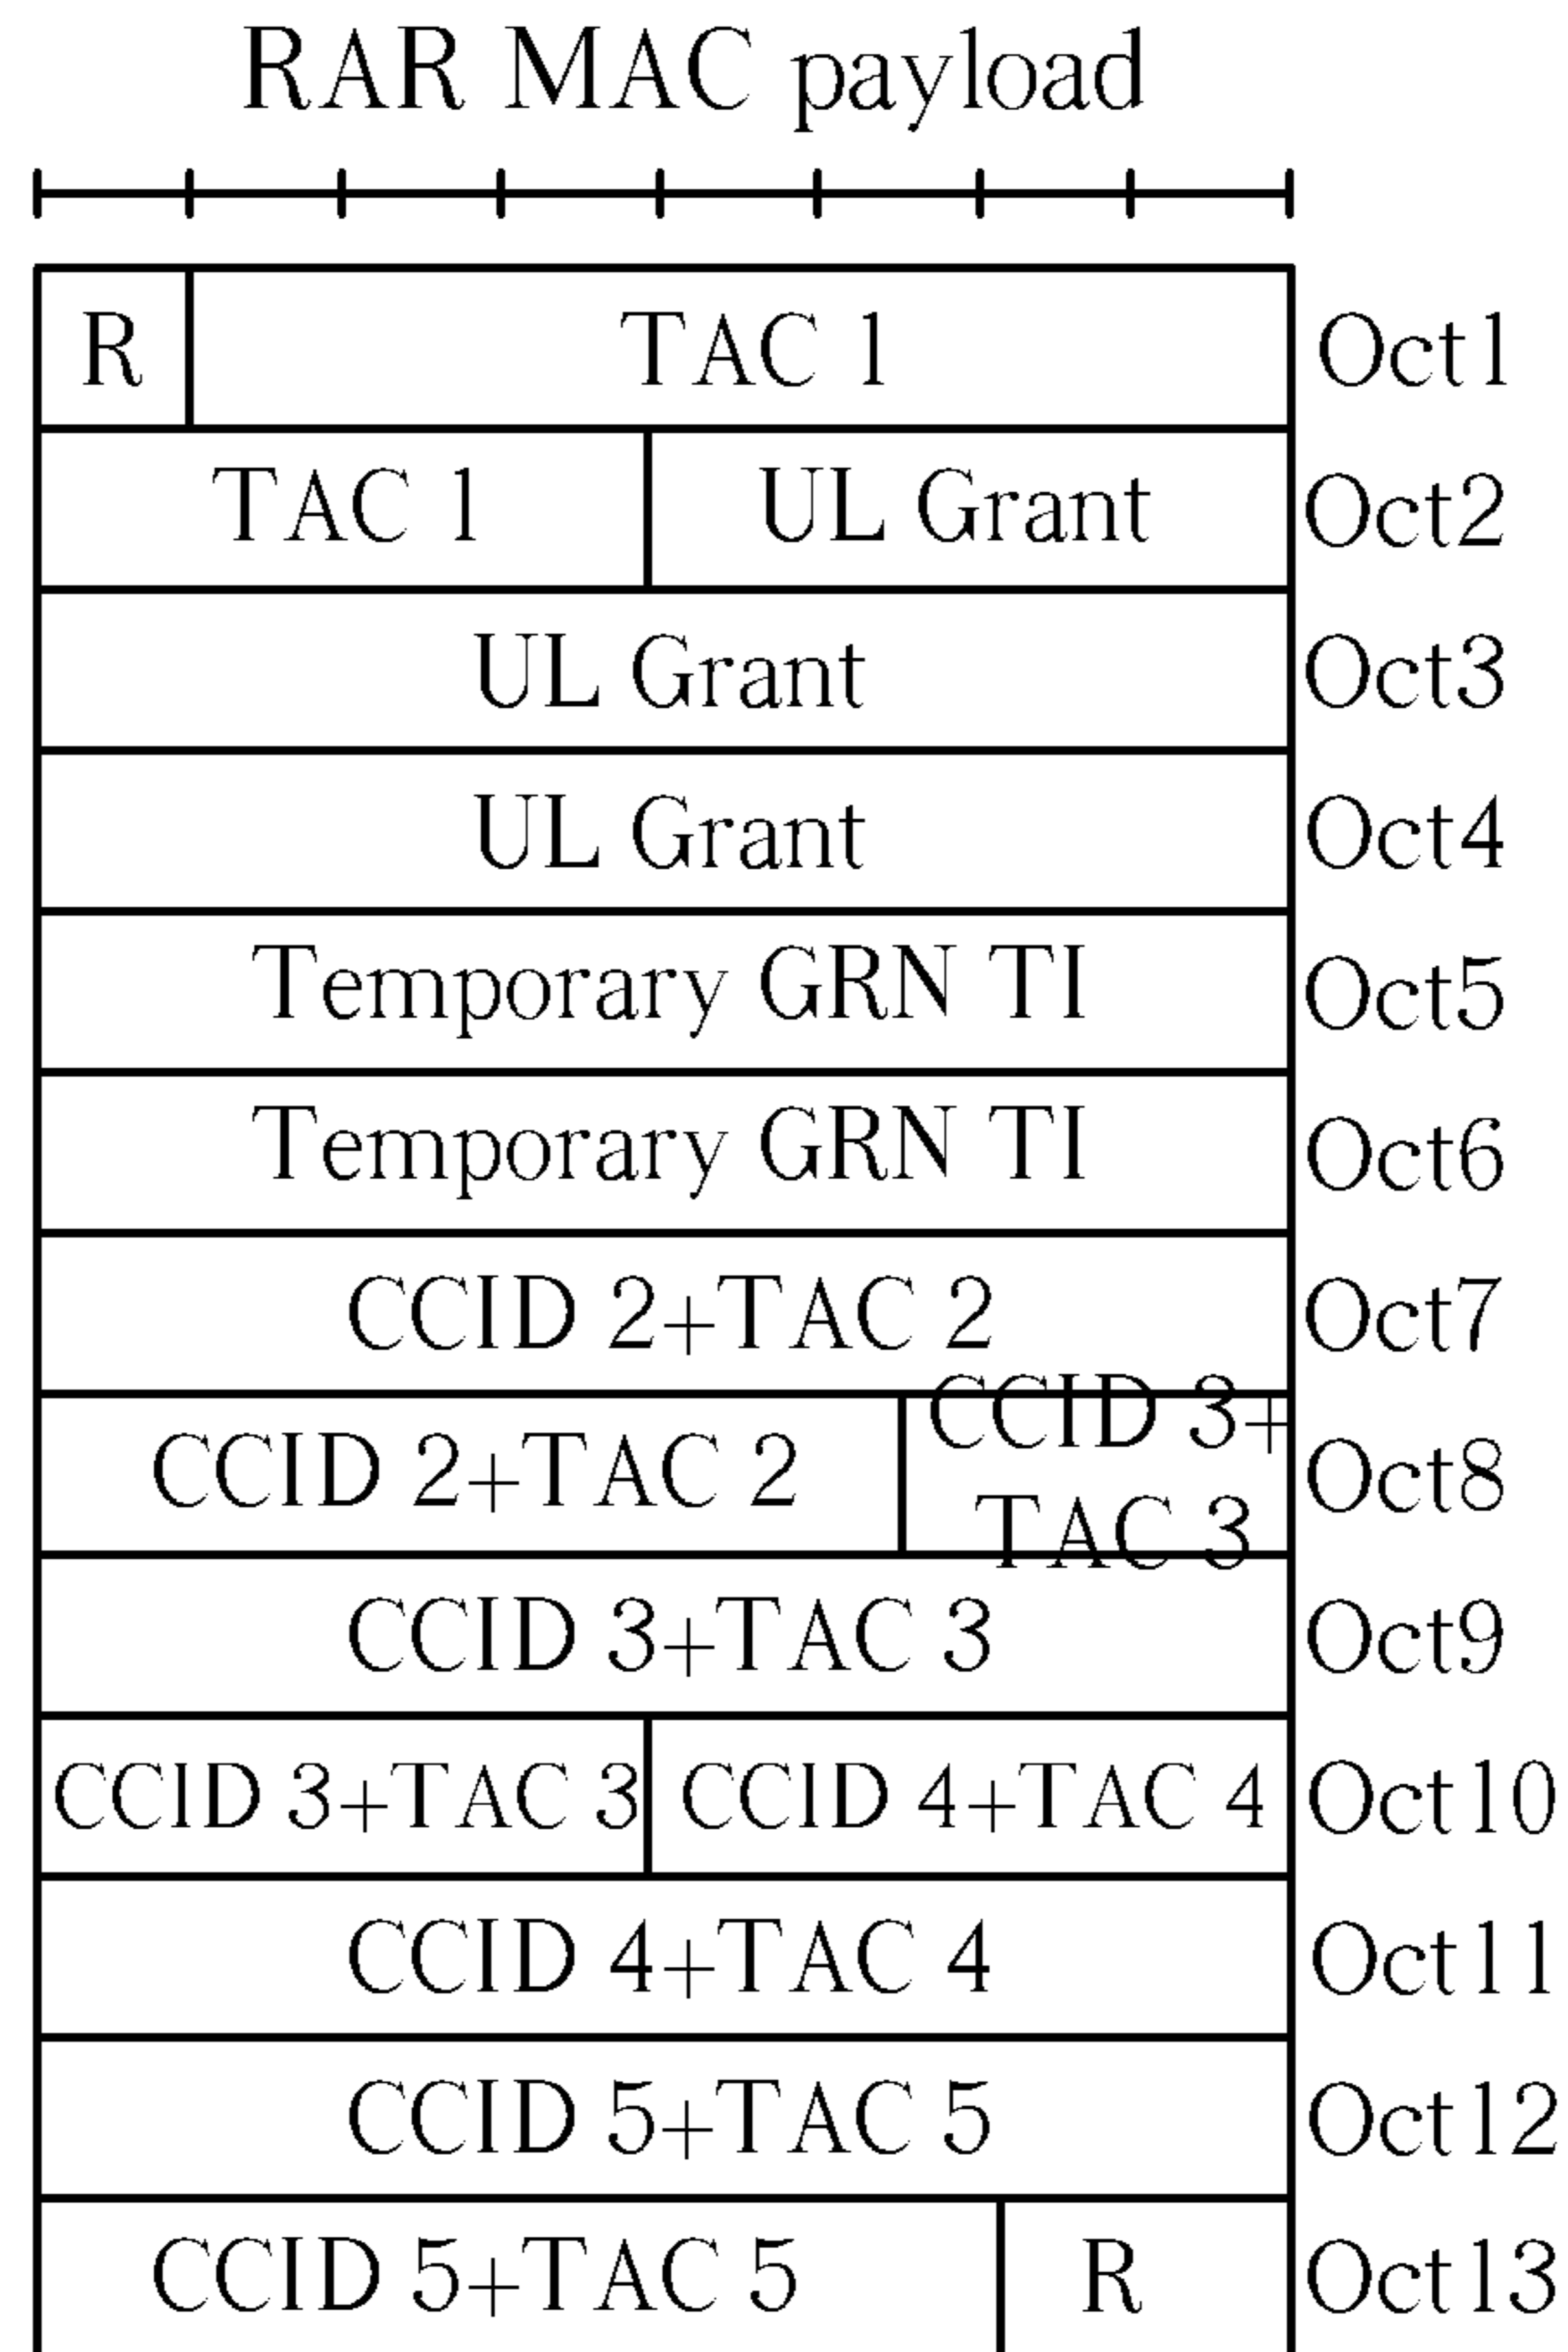 RAR MAC payload
R TAC 1 Oct1
TAC 1 UL Grant Oct2
UL Grant Oct3
UL Grant Oct4
Temporary GRN TI Oct5
Temporary GRN TI Oct6
CCID 2+TAC 2 Oct7
CCID 2+TAC 2 CCID 3+ Oct8
TAC 3
CCID 3+TAC 3 Oct9
CCID 3+TAC 3 CCID 4+TAC 4 Oct10
CCID 4+TAC 4 Oct11
CCID 5+TAC 5 Oct12
CCID 5+TAC 5 R Oct13